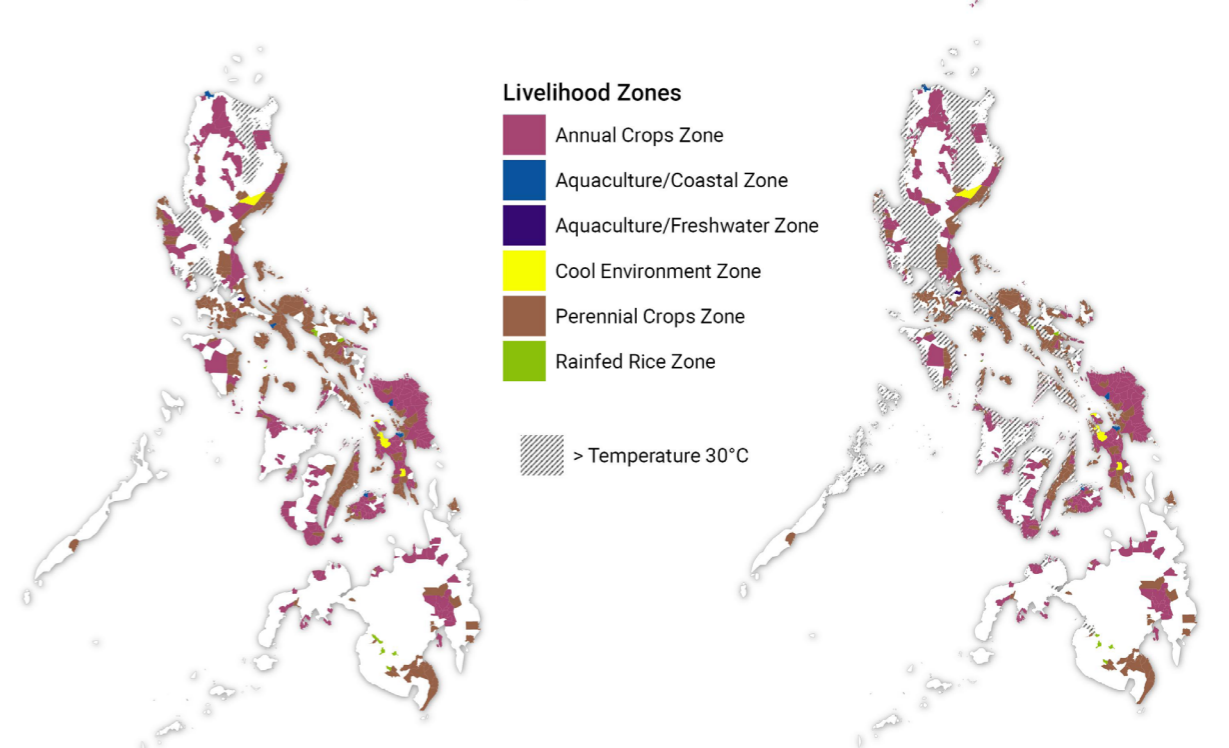 Livelihood Zones
Annual Crops Zone
Aquaculture/Coastal Zone
Aquaculture/Freshwater Zone
Cool Environment Zone
Perennial Crops Zone
Rainfed Rice Zone
> Temperature 30°C